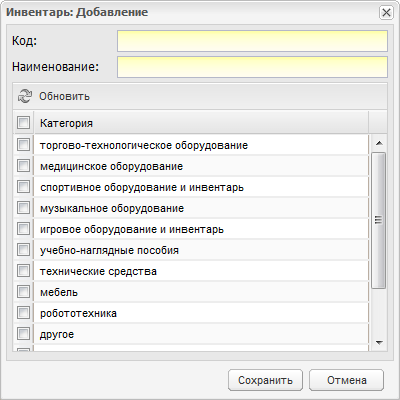 Инвентарь: Добавление
Код:
Наименование:
Обновить
Категория
торгово-технологическое оборудование
медицинское оборудование
спортивное оборудование и инвентарь
музыкальное оборудование
игровое оборудование и инвентарь
учебно-наглядные пособия
технические средства
мебель
робототехника
другое
Сохранить
Отмена